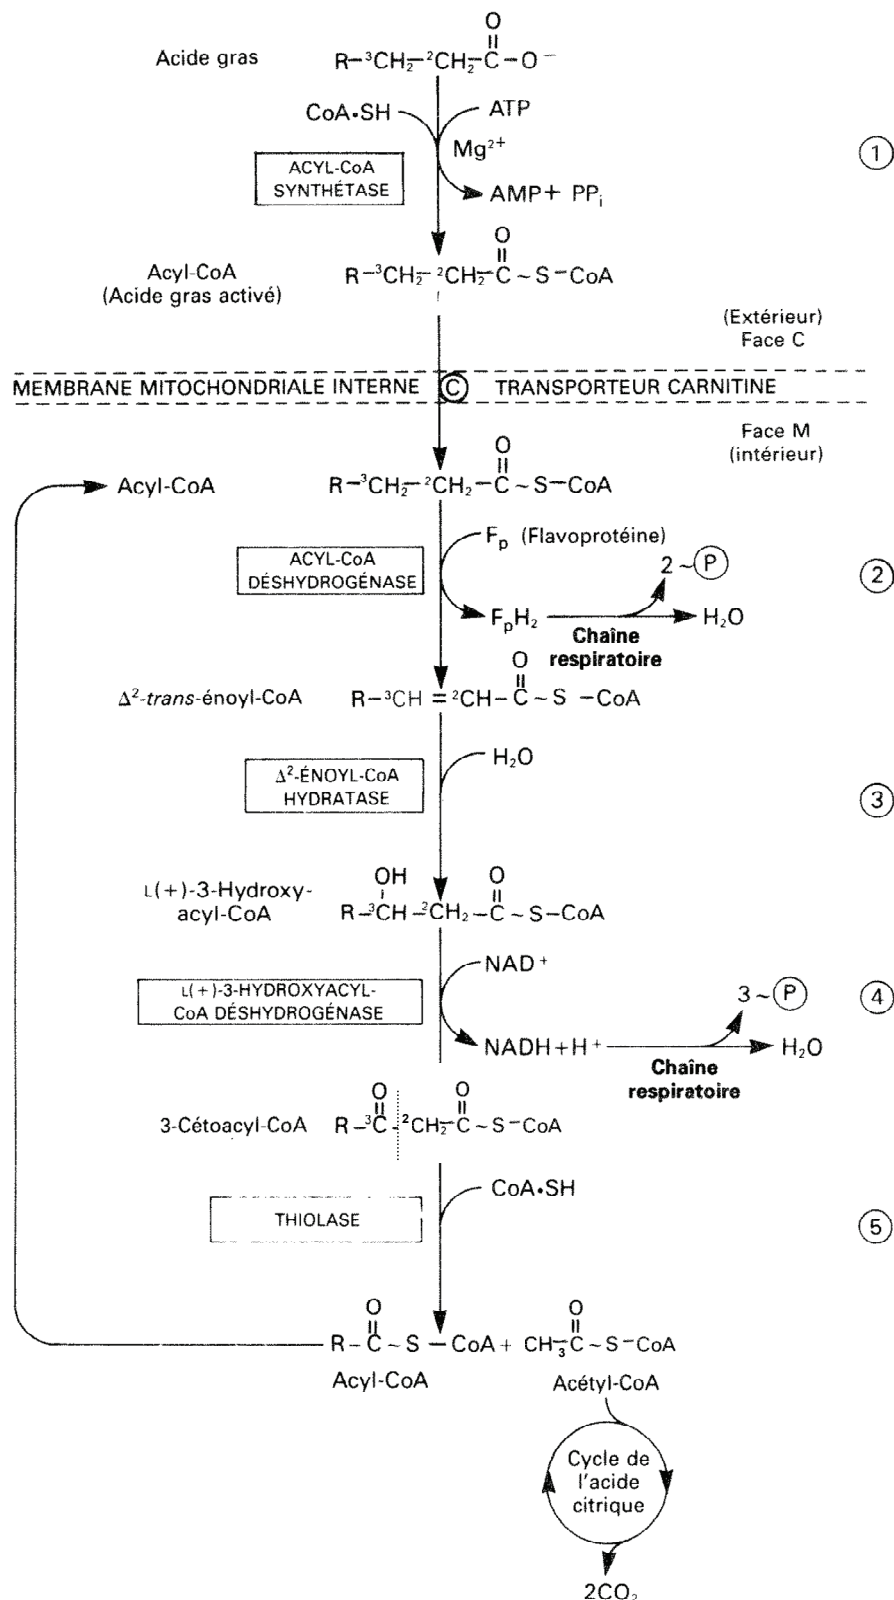 Acide gras
O
R–³CH₂–²CH₂–C–O⁻
CoA•SH
ATP
Mg²⁺
①
ACYL-CoA
SYNTHÉTASE
AMP + PPᵢ
Acyl-CoA
(Acide gras activé)
O
R–³CH₂–²CH₂–C~S–CoA
(Extérieur)
Face C
MEMBRANE MITOCHONDRIALE INTERNE Ⓒ TRANSPORTEUR CARNITINE
Face M
(intérieur)
Acyl-CoA
O
R–³CH₂–²CH₂–C~S–CoA
Fₚ (Flavoprotéine)
ACYL-CoA
DÉSHYDROGÉNASE
2~Ⓟ
②
FₚH₂
H₂O
Chaîne
respiratoire
Δ²-trans-énoyl-CoA
O
R–³CH=²CH–C~S–CoA
H₂O
Δ²-ÉNOYL-CoA
HYDRATASE
③
L(+)-3-Hydroxy-
acyl-CoA
OH O
R–³CH–²CH₂–C~S–CoA
NAD⁺
L(+)-3-HYDROXYACYL-
CoA DÉSHYDROGÉNASE
3~Ⓟ
④
NADH + H⁺
H₂O
Chaîne
respiratoire
3-Cétoacyl-CoA
O O
R–³C–²CH₂–C~S–CoA
CoA•SH
THIOLASE
⑤
O O
R–C~S–CoA + CH₃C~S–CoA
Acyl-CoA
Acétyl-CoA
Cycle de
l'acide
citrique
2CO₂